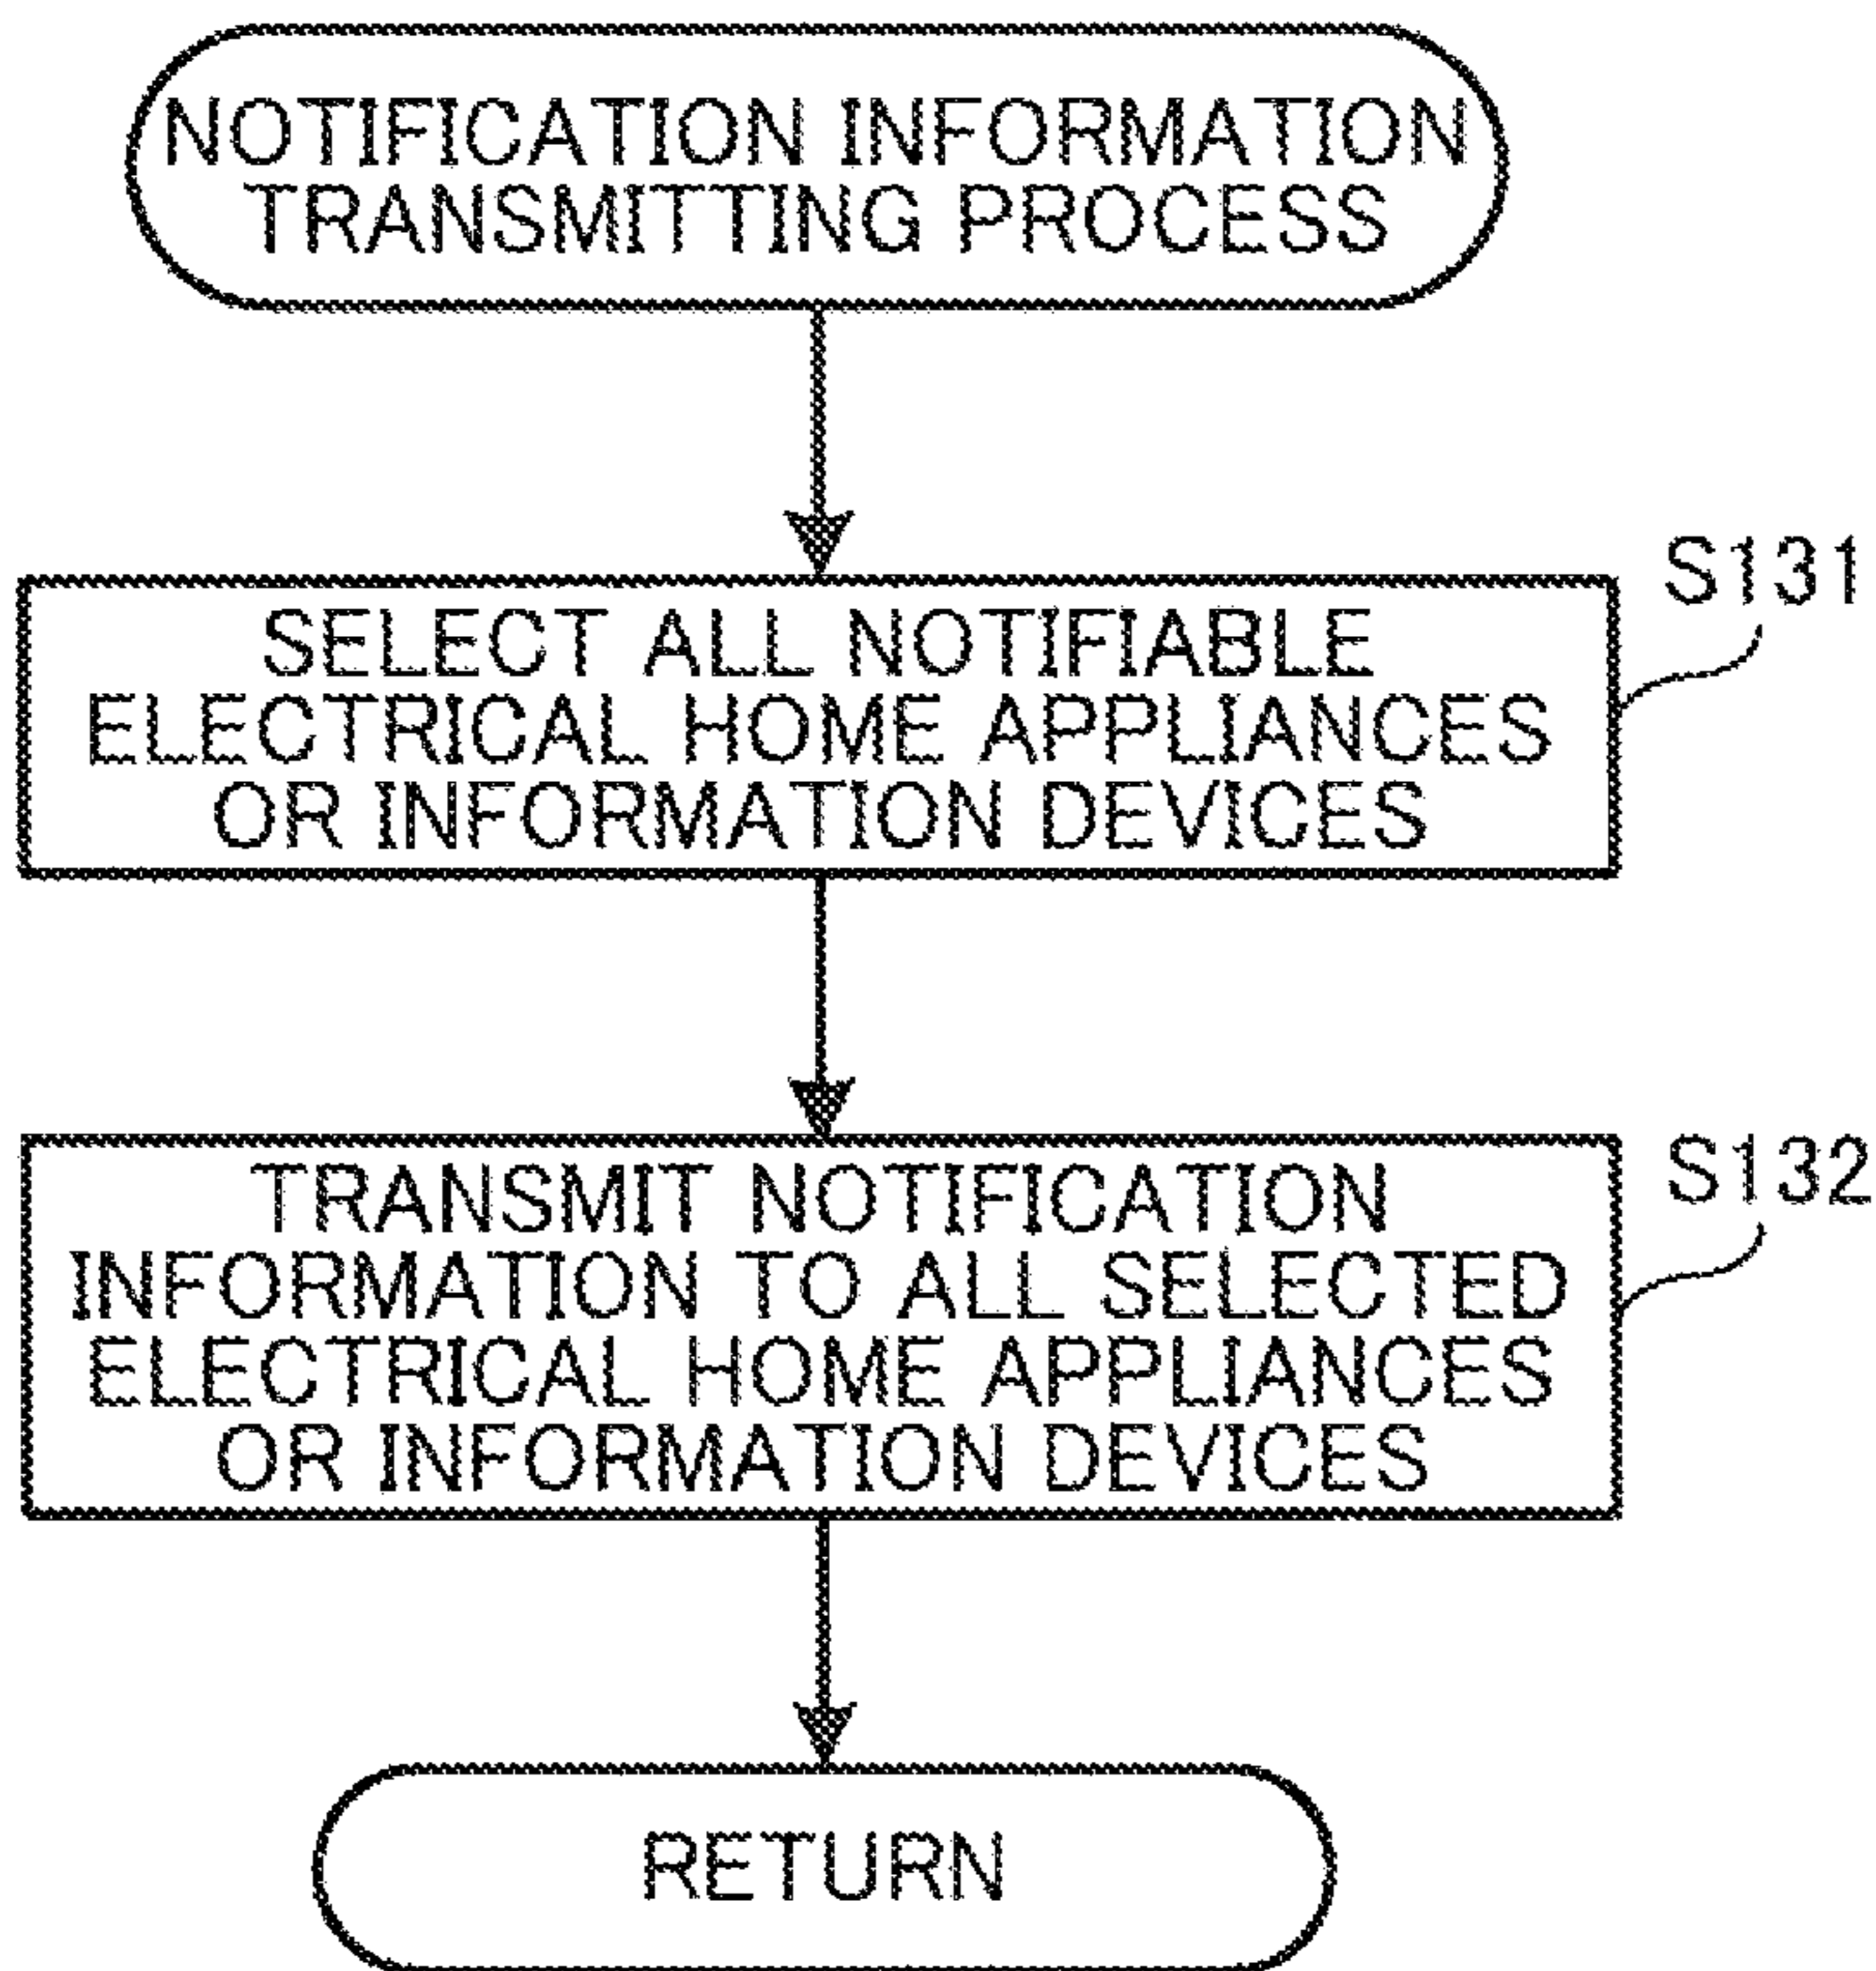 NOTIFICATION INFORMATION
TRANSMITTING PROCESS
S131
SELECT ALL NOTIFIABLE
ELECTRICAL HOME APPLIANCES
OR INFORMATION DEVICES
S132
TRANSMIT NOTIFICATION
INFORMATION TO ALL SELECTED
ELECTRICAL HOME APPLIANCES
OR INFORMATION DEVICES
RETURN